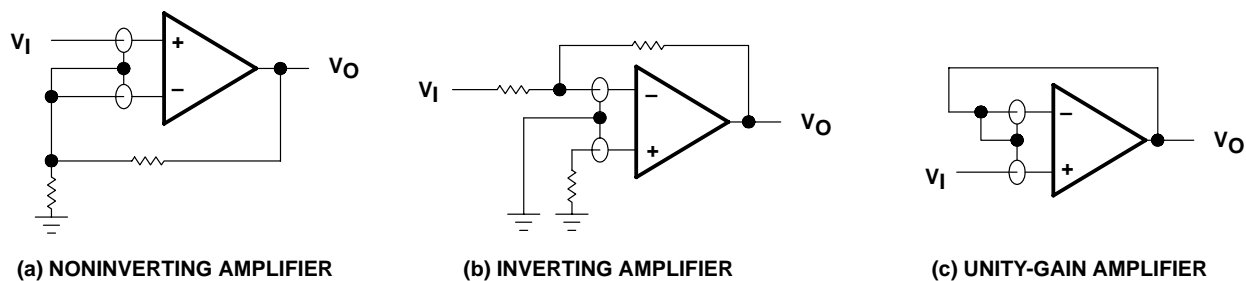 VI
+
−
VO
(a) NONINVERTING AMPLIFIER
VI
−
+
VO
(b) INVERTING AMPLIFIER
−
+
VI
VO
(c) UNITY-GAIN AMPLIFIER